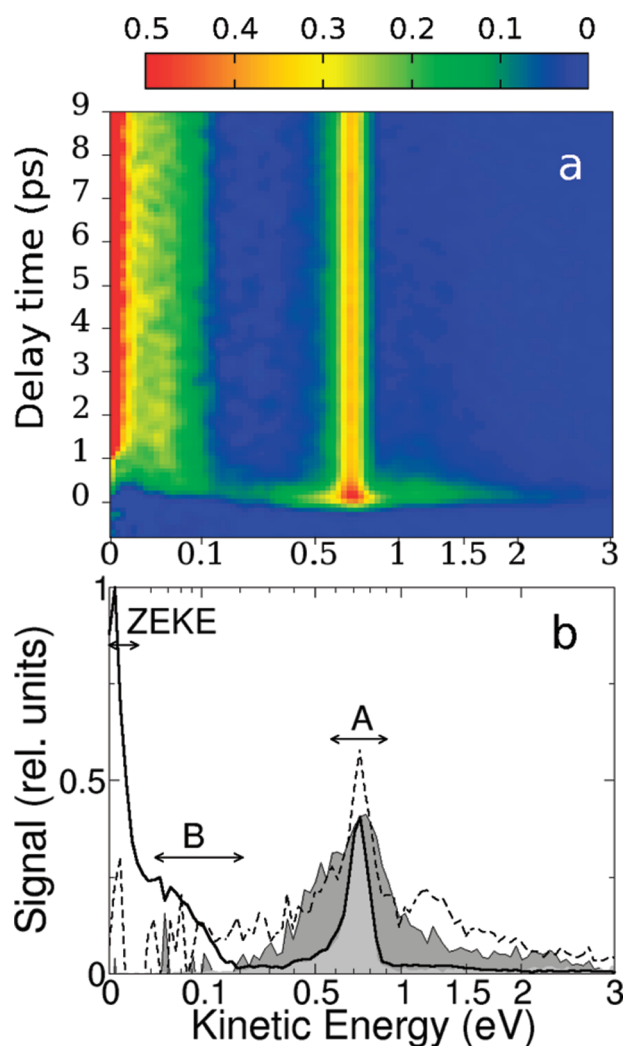 0.5 0.4 0.3 0.2 0.1 0
9
8
7
6
5
4
3
2
1
0
Delay time (ps)
a
0 0.1 0.5 1 1.5 2 3
1
0.5
0
Signal (rel. units)
ZEKE
b
A
B
0 0.1 0.5 1 1.5 2 3
Kinetic Energy (eV)